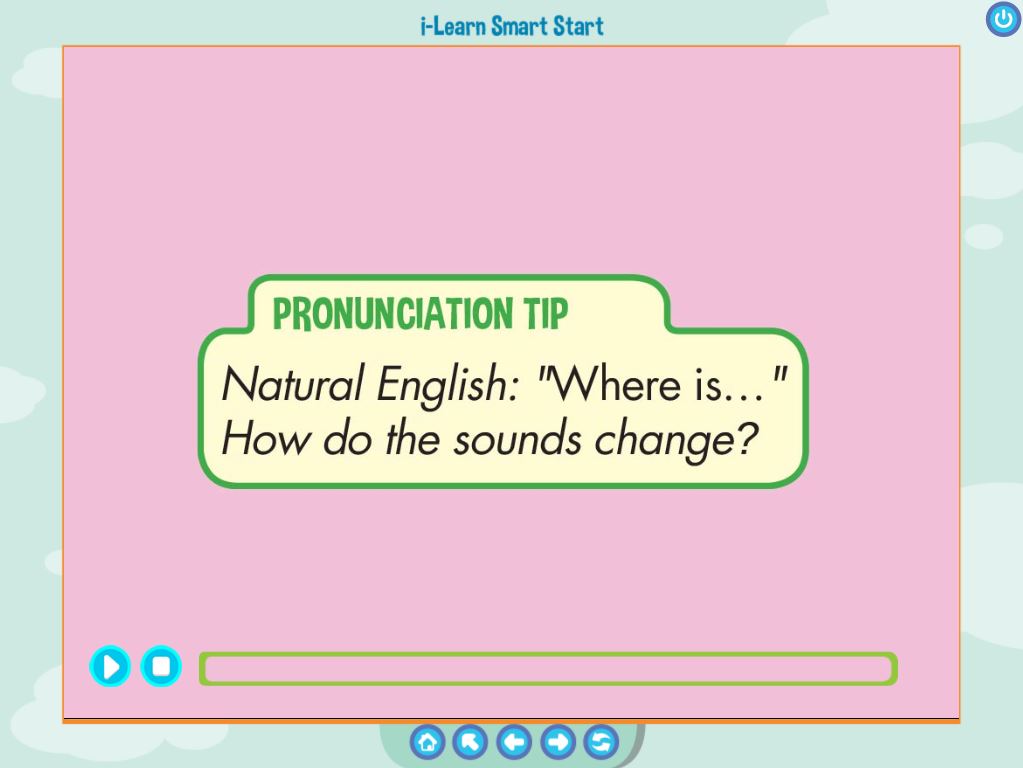 i-Learn Smart Start
PRONUNCIATION TIP
Natural English: "Where is..."
How do the sounds change?